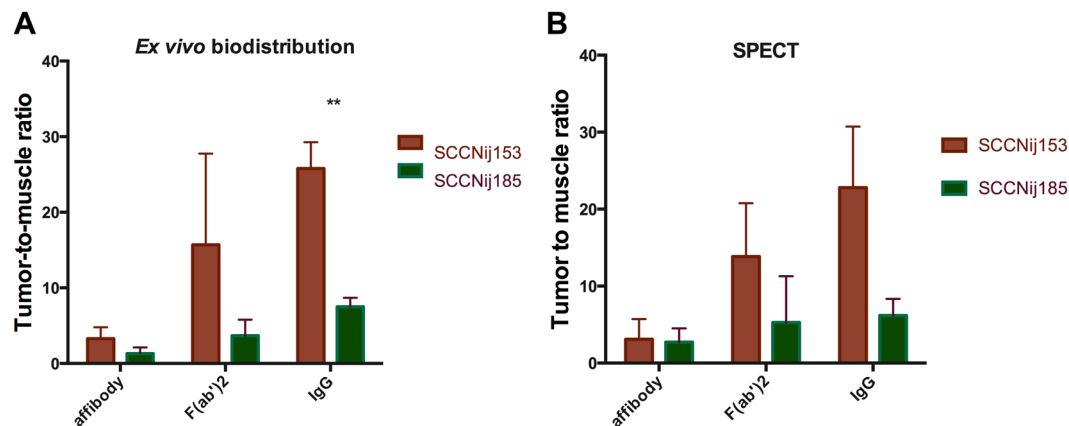 A
Ex vivo biodistribution
Tumor-to-muscle ratio
40
30
20
10
0
**
affibody
F(ab')2
IgG
SCCNij153
SCCNij185
B
SPECT
Tumor to muscle ratio
40
30
20
10
0
affibody
F(ab')2
IgG
SCCNij153
SCCNij185